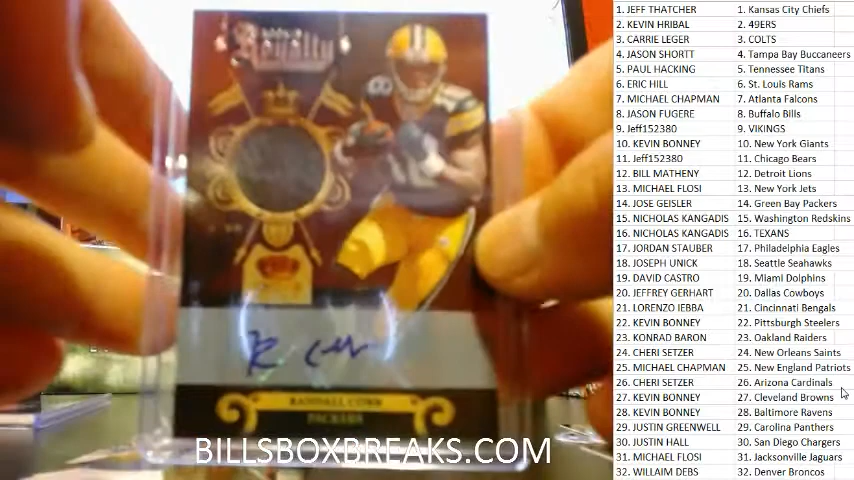 Royalty
18
RANDALL COBB
PACKERS
BILLSBOXBREAKS.COM
1. JEFF THATCHER 1. Kansas City Chiefs
2. KEVIN HRIBAL 2. 49ERS
3. CARRIE LEGER 3. COLTS
4. JASON SHORTT 4. Tampa Bay Buccaneers
5. PAUL HACKING 5. Tennessee Titans
6. ERIC HILL 6. St. Louis Rams
7. MICHAEL CHAPMAN 7. Atlanta Falcons
8. JASON FUGERE 8. Buffalo Bills
9. Jeff152380 9. VIKINGS
10. KEVIN BONNEY 10. New York Giants
11. Jeff152380 11. Chicago Bears
12. BILL MATHENY 12. Detroit Lions
13. MICHAEL FLOSI 13. New York Jets
14. JOSE GEISLER 14. Green Bay Packers
15. NICHOLAS KANGADIS 15. Washington Redskins
16. NICHOLAS KANGADIS 16. TEXANS
17. JORDAN STAUBER 17. Philadelphia Eagles
18. JOSEPH UNICK 18. Seattle Seahawks
19. DAVID CASTRO 19. Miami Dolphins
20. JEFFREY GERHART 20. Dallas Cowboys
21. LORENZO IEBBA 21. Cincinnati Bengals
22. KEVIN BONNEY 22. Pittsburgh Steelers
23. KONRAD BARON 23. Oakland Raiders
24. CHERI SETZER 24. New Orleans Saints
25. MICHAEL CHAPMAN 25. New England Patriots
26. CHERI SETZER 26. Arizona Cardinals
27. KEVIN BONNEY 27. Cleveland Browns
28. KEVIN BONNEY 28. Baltimore Ravens
29. JUSTIN GREENWELL 29. Carolina Panthers
30. JUSTIN HALL 30. San Diego Chargers
31. MICHAEL FLOSI 31. Jacksonville Jaguars
32. WILLAIM DEBS 32. Denver Broncos